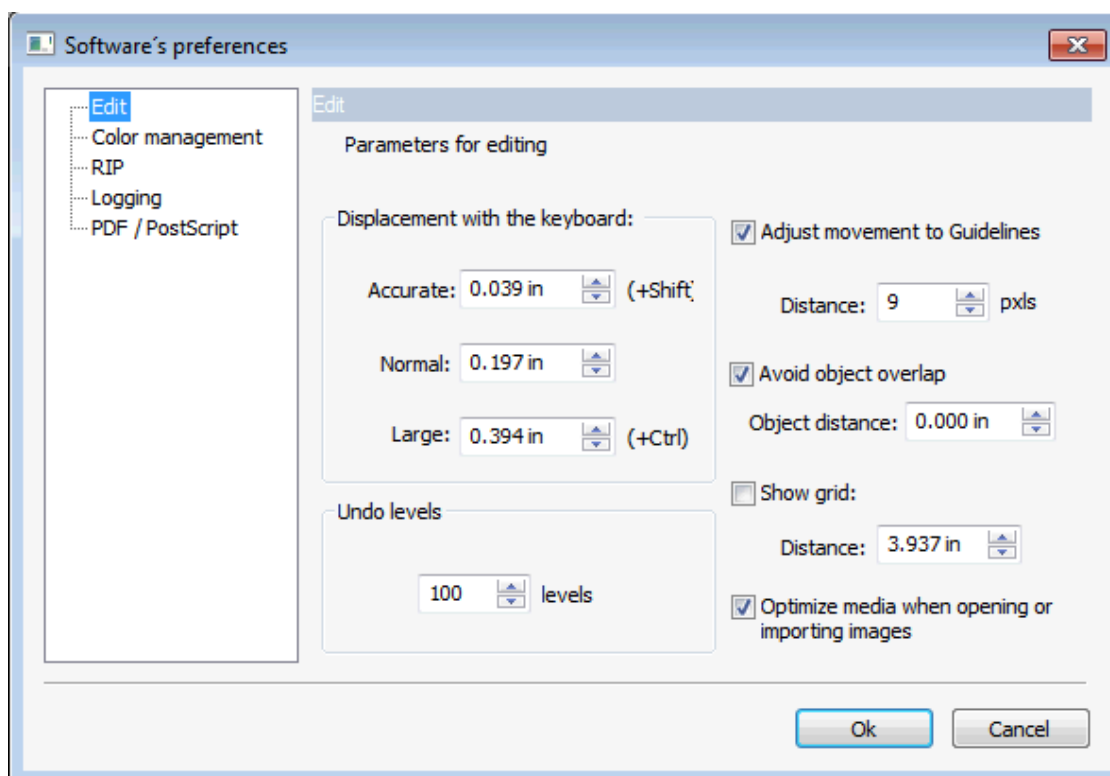 Software´s preferences
Edit
Color management
RIP
Logging
PDF / PostScript
Edit
Parameters for editing
Displacement with the keyboard:
Accurate: 0.039 in (+Shift)
Normal: 0.197 in
Large: 0.394 in (+Ctrl)
Undo levels
100 levels
Adjust movement to Guidelines
Distance: 9 pxls
Avoid object overlap
Object distance: 0.000 in
Show grid:
Distance: 3.937 in
Optimize media when opening or
importing images
Ok Cancel